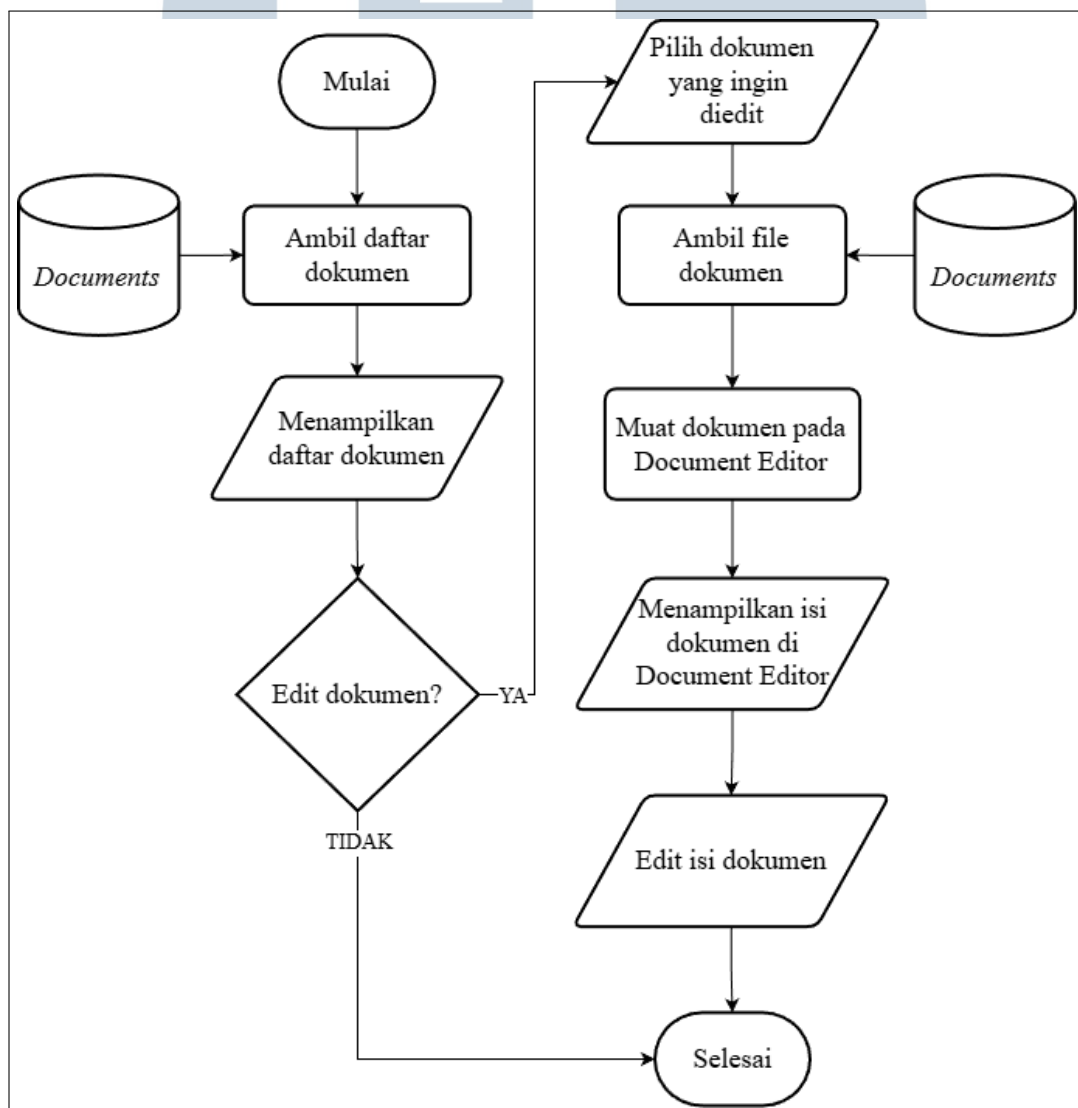 Mulai
Documents
Ambil daftar
dokumen
Menampilkan
daftar dokumen
Edit dokumen?
YA
TIDAK
Pilih dokumen
yang ingin
diedit
Ambil file
dokumen
Documents
Muat dokumen pada
Document Editor
Menampilkan isi
dokumen di
Document Editor
Edit isi dokumen
Selesai